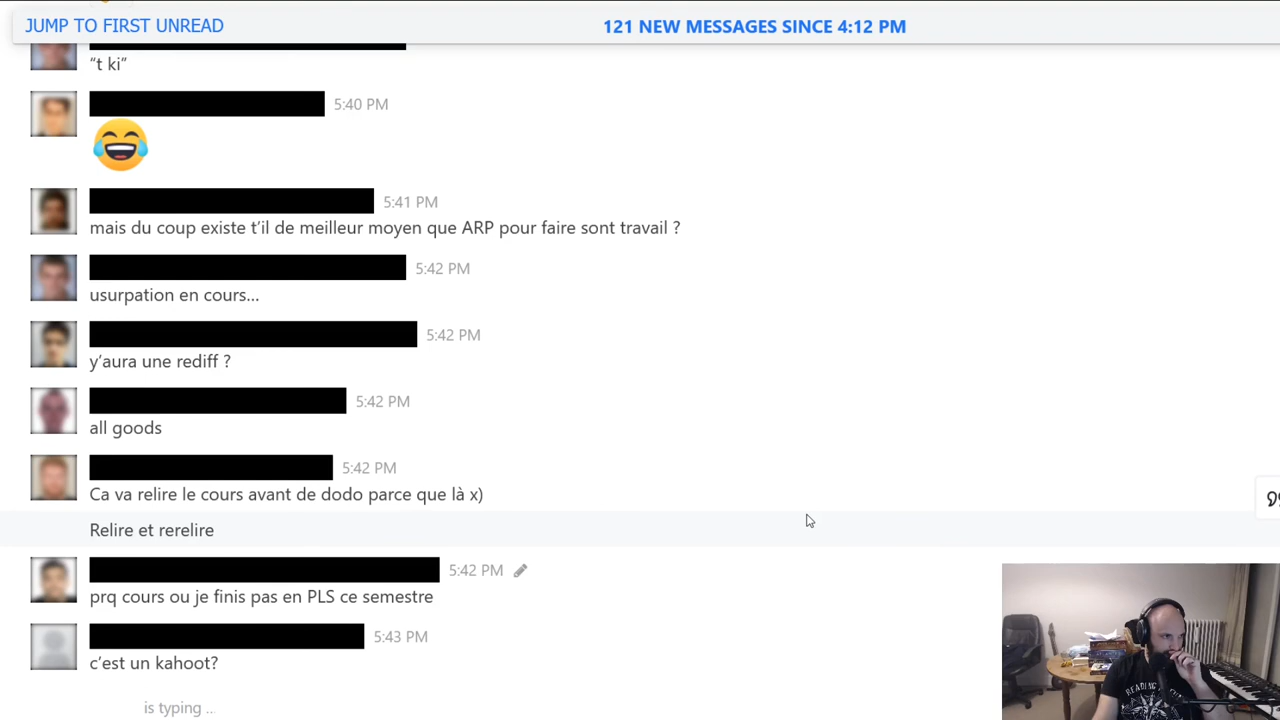 JUMP TO FIRST UNREAD
121 NEW MESSAGES SINCE 4:12 PM
“t ki”
5:40 PM
5:41 PM
mais du coup existe t’il de meilleur moyen que ARP pour faire sont travail ?
5:42 PM
usurpation en cours...
5:42 PM
y’aura une rediff ?
5:42 PM
all goods
5:42 PM
Ca va relire le cours avant de dodo parce que là x)
Relire et rerelire
5:42 PM
prq cours ou je finis pas en PLS ce semestre
5:43 PM
c’est un kahoot?
is typing ...
READING